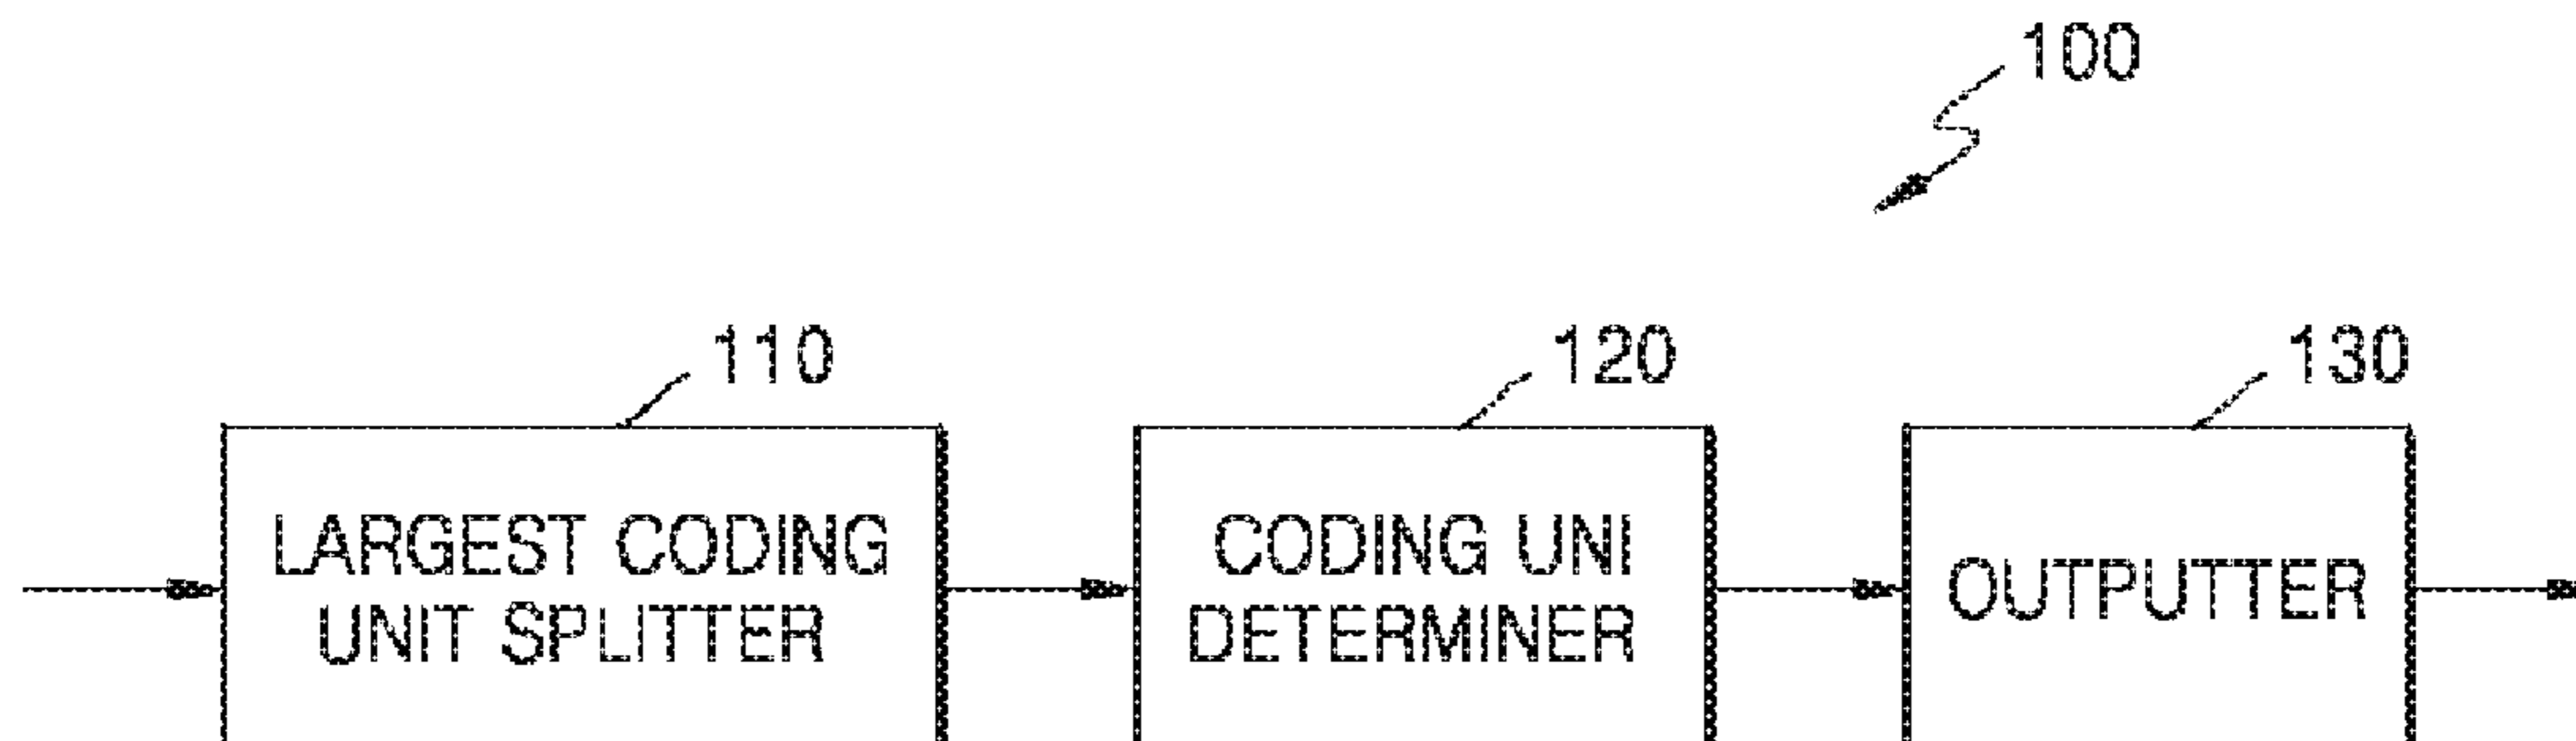 100
110
120
130
LARGEST CODING
UNIT SPLITTER
CODING UNI
DETERMINER
OUTPUTTER